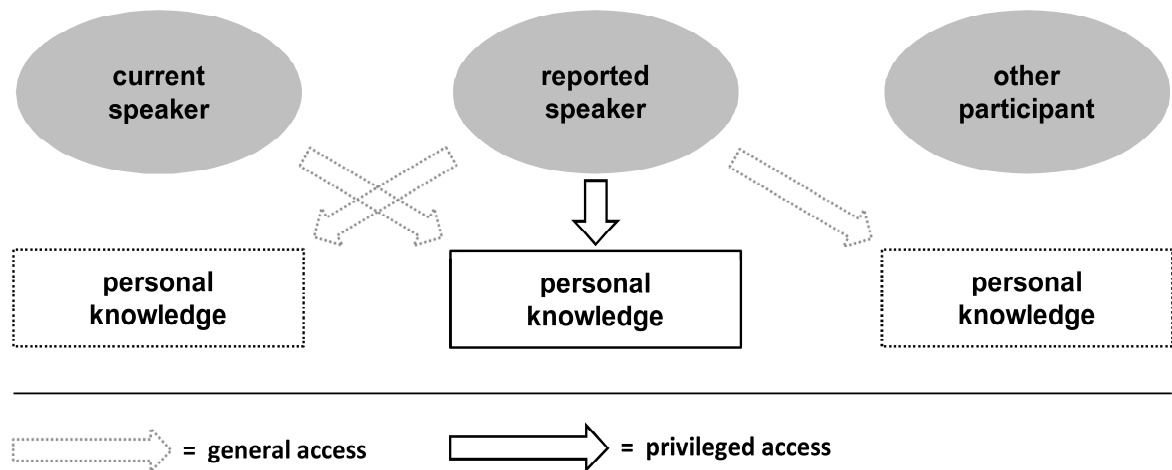 current
speaker
reported
speaker
other
participant
personal
knowledge
personal
knowledge
personal
knowledge
= general access
= privileged access